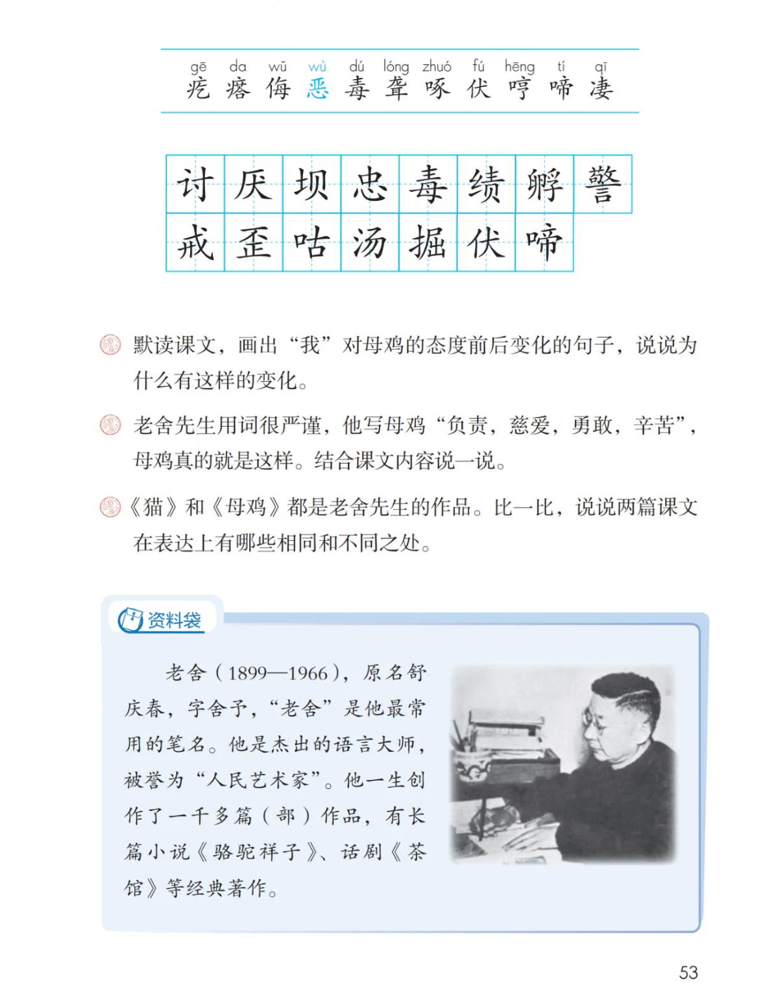 gē da wǔ wù dú lóng zhuó fú hēng tí qī
疙 瘩 侮 恶 毒 聋 啄 伏 哼 啼 凄
讨 厌 坝 忠 毒 绩 孵 警
戒 歪 咕 汤 掘 伏 啼
默读课文，画出“我”对母鸡的态度前后变化的句子，说说为
什么有这样的变化。
老舍先生用词很严谨，他写母鸡“负责，慈爱，勇敢，辛苦”，
母鸡真的就是这样。结合课文内容说一说。
《猫》和《母鸡》都是老舍先生的作品。比一比，说说两篇课文
在表达上有哪些相同和不同之处。
资料袋
老舍（1899—1966），原名舒
庆春，字舍予，“老舍”是他最常
用的笔名。他是杰出的语言大师，
被誉为“人民艺术家”。他一生创
作了一千多篇（部）作品，有长
篇小说《骆驼祥子》、话剧《茶
馆》等经典著作。
53